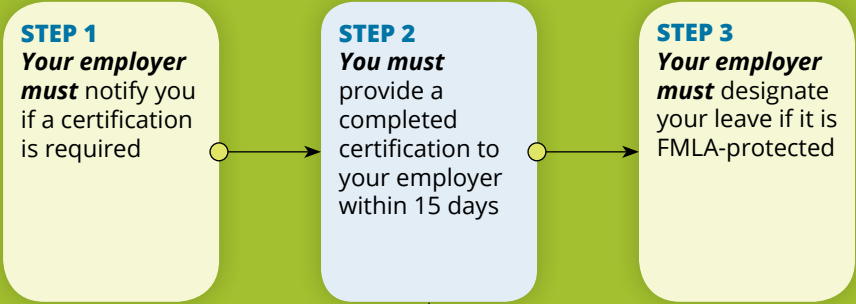 STEP 1
Your employer
must notify you
if a certification
is required
STEP 2
You must
provide a
completed
certification to
your employer
within 15 days
STEP 3
Your employer
must designate
your leave if it is
FMLA-protected